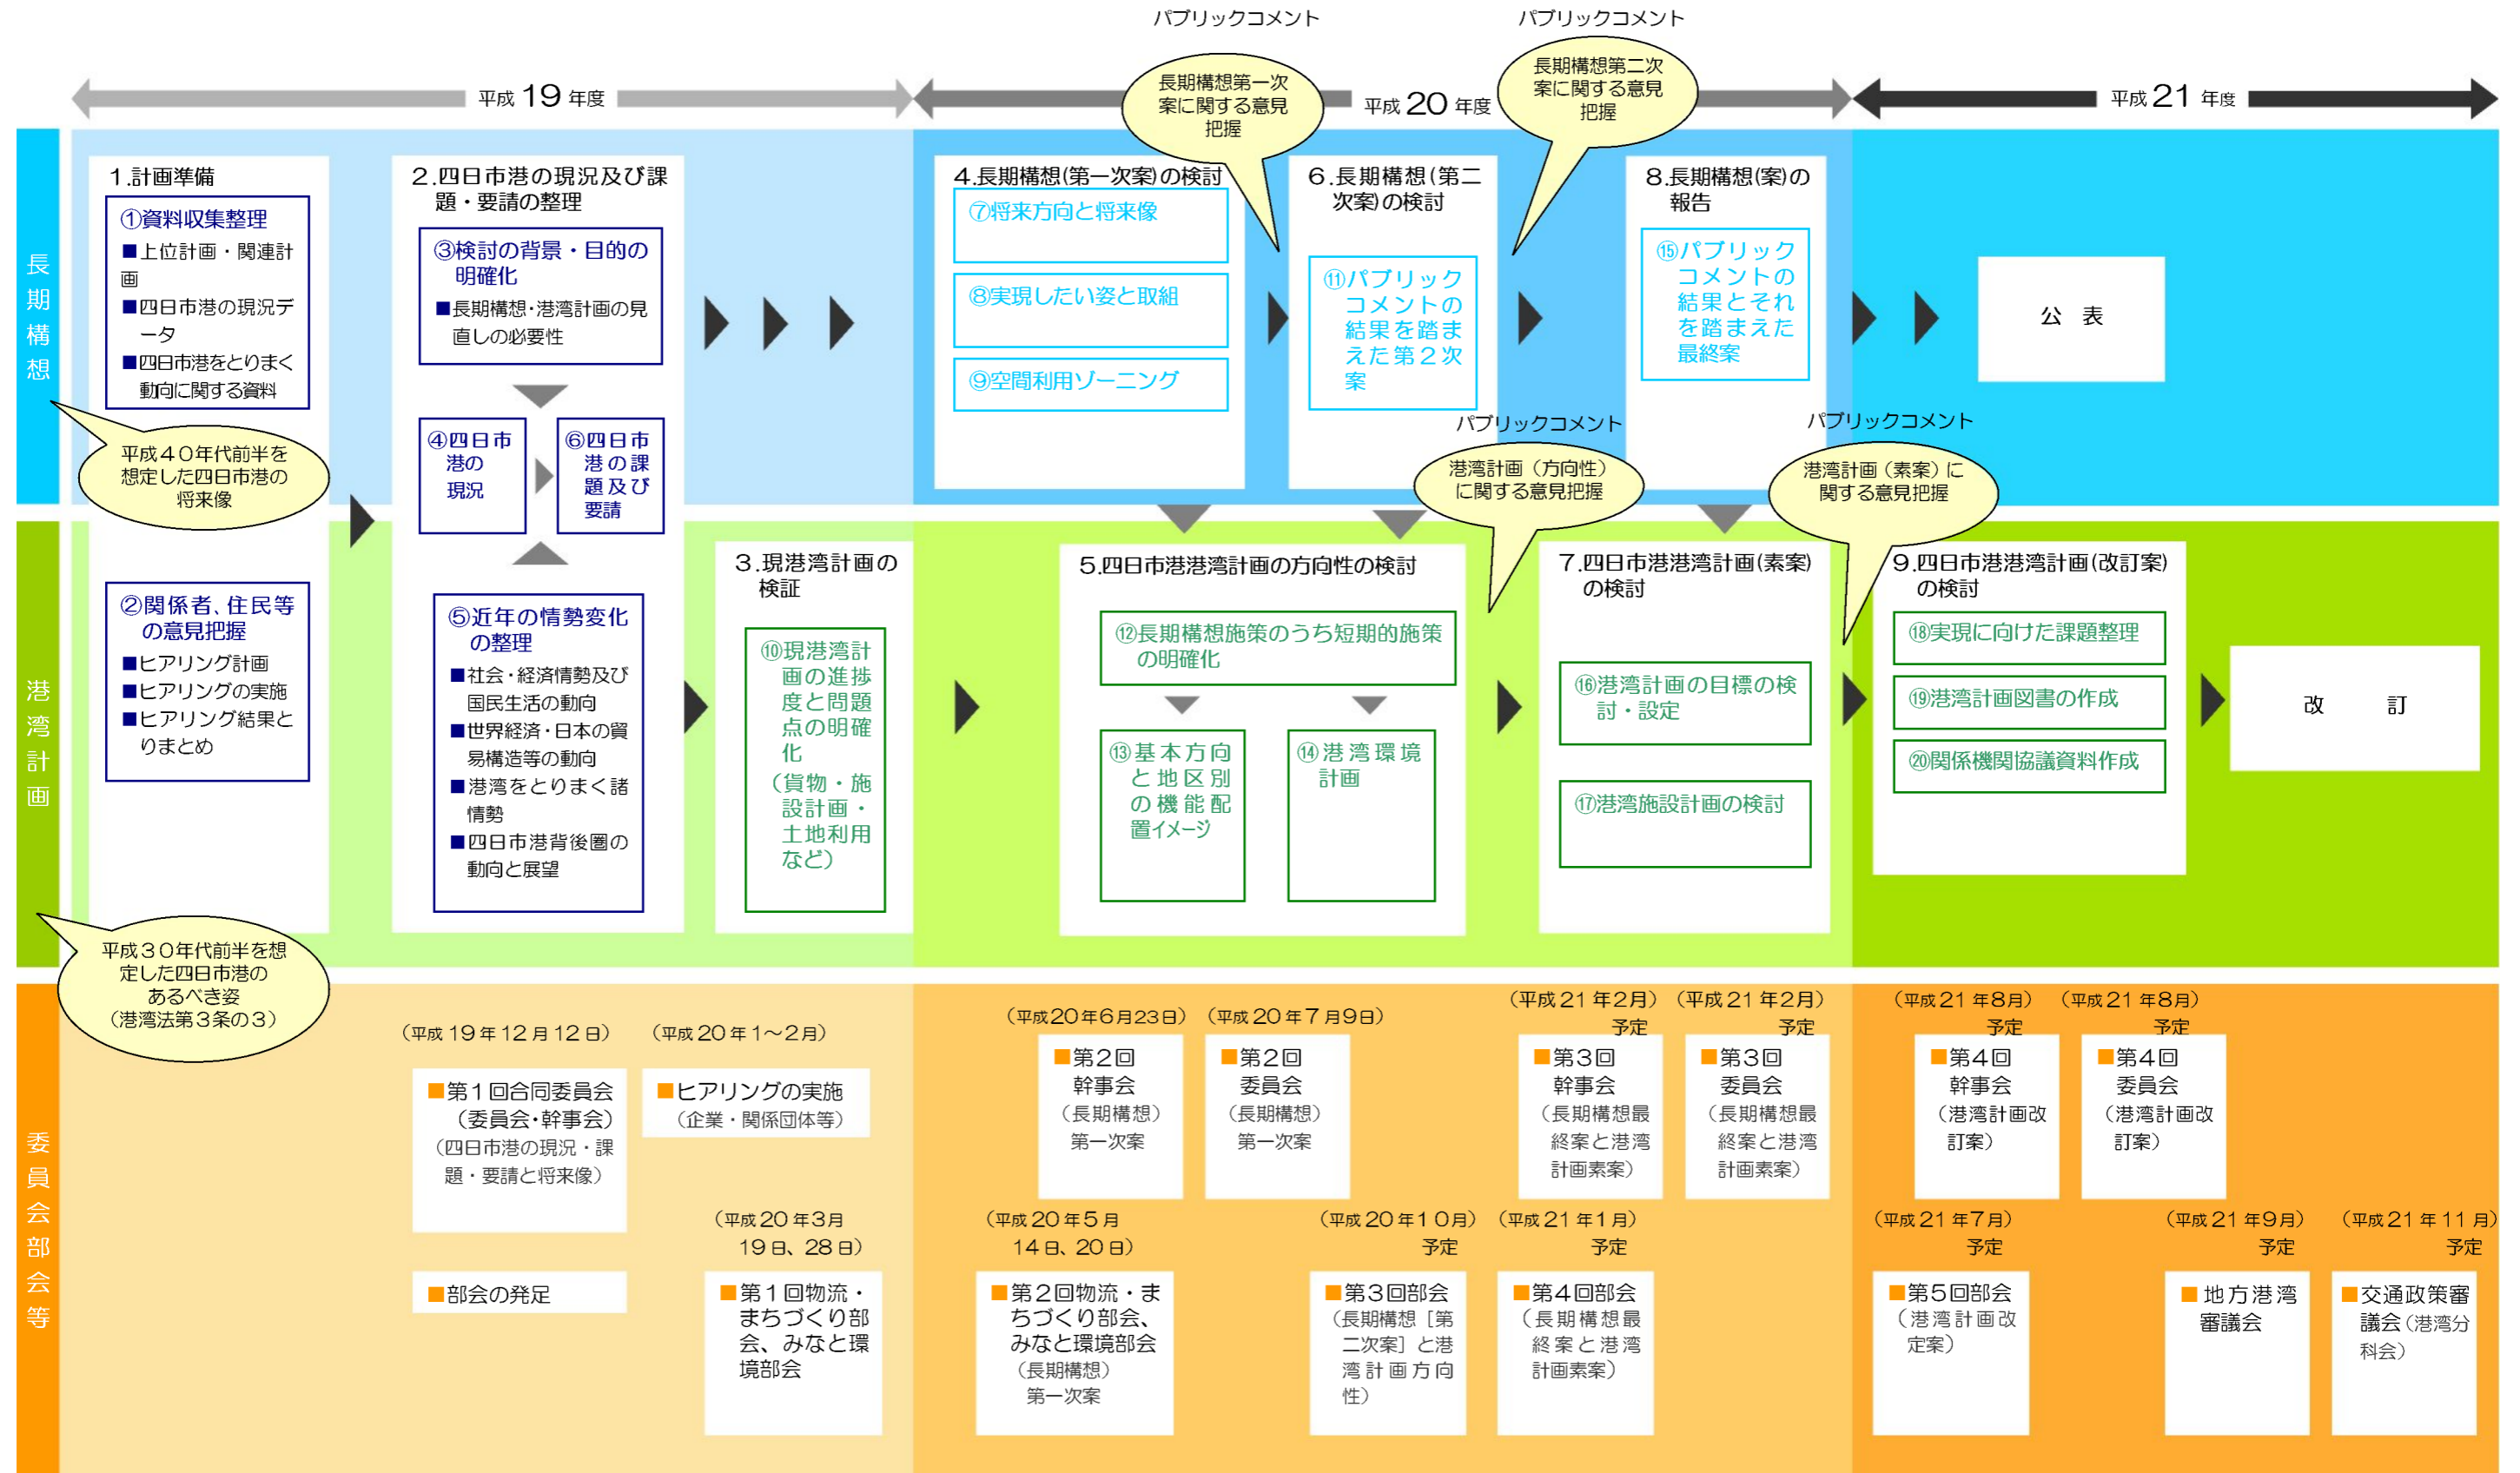 パブリックコメント
パブリックコメント
長期構想第一次
案に関する意見
把握
長期構想第二次
案に関する意見
把握
平成 19 年度
平成 20 年度
平成 21 年度
長期構想
1.計画準備
①資料収集整理
■上位計画・関連計
画
■四日市港の現況デ
ータ
■四日市港をとりまく
動向に関する資料
平成４０年代前半を
想定した四日市港の
将来像
2.四日市港の現況及び課
題・要請の整理
③検討の背景・目的の
明確化
■長期構想・港湾計画の見
直しの必要性
④四日市
港の
現況
⑥四日市
港の課
題及び
要請
4.長期構想(第一次案)の検討
⑦将来方向と将来像
⑧実現したい姿と取組
⑨空間利用ゾーニング
6.長期構想(第二
次案)の検討
⑪パブリック
コメントの
結果を踏ま
えた第２次
案
8.長期構想(案)の
報告
⑮パブリック
コメントの
結果とそれ
を踏まえた
最終案
公 表
パブリックコメント
港湾計画（方向性）
に関する意見把握
パブリックコメント
港湾計画（素案）に
関する意見把握
港湾計画
②関係者、住民等
の意見把握
■ヒアリング計画
■ヒアリングの実施
■ヒアリング結果と
りまとめ
平成３０年代前半を想
定した四日市港の
あるべき姿
（港湾法第３条の３）
⑤近年の情勢変化
の整理
■社会・経済情勢及び
国民生活の動向
■世界経済・日本の貿
易構造等の動向
■港湾をとりまく諸
情勢
■四日市港背後圏の
動向と展望
3.現港湾計画の
検証
⑩現港湾計
画の進捗
度と問題
点の明確
化
（貨物・施
設計画・
土地利用
など）
5.四日市港港湾計画の方向性の検討
⑫長期構想施策のうち短期的施策
の明確化
⑬基本方向
と地区別
の機能配
置イメージ
⑭港湾環境
計画
7.四日市港港湾計画(素案)
の検討
⑯港湾計画の目標の検
討・設定
⑰港湾施設計画の検討
9.四日市港港湾計画(改訂案)
の検討
⑱実現に向けた課題整理
⑲港湾計画図書の作成
⑳関係機関協議資料作成
改 訂
委員会部会等
（平成 19 年 12 月 12 日）
■第１回合同委員会
（委員会・幹事会）
（四日市港の現況・課
題・要請と将来像）
（平成 20 年 1～2 月）
■ヒアリングの実施
（企業・関係団体等）
（平成20年6月23日）
■第２回
幹事会
（長期構想）
第一次案
（平成 20 年 7 月9日）
■第２回
委員会
（長期構想）
第一次案
（平成 21 年2月）
予定
■第３回
幹事会
（長期構想最
終案と港湾
計画素案）
（平成 21 年2月）
予定
■第３回
委員会
（長期構想最
終案と港湾
計画素案）
（平成 21 年8月）
予定
■第４回
幹事会
（港湾計画改
訂案）
（平成 21 年8月）
予定
■第４回
委員会
（港湾計画改
訂案）
■部会の発足
（平成 20 年3月
19 日、28 日）
■第１回物流・
まちづくり部
会、みなと環
境部会
（平成 20 年 5 月
14 日、20 日）
■第２回物流・ま
ちづくり部会、
みなと環境部会
（長期構想）
第一次案
（平成 20 年１０月）
予定
■第３回部会
（長期構想［第
二次案］と港
湾計画方向
性）
（平成 21 年 1 月）
予定
■第４回部会
（長期構想最
終案と港湾
計画素案）
（平成 21 年 7 月）
予定
■第５回部会
（港湾計画改
定案）
（平成 21 年9月）
予定
■地方港湾
審議会
（平成 21 年 11 月）
予定
■交通政策審
議会（港湾分
科会）